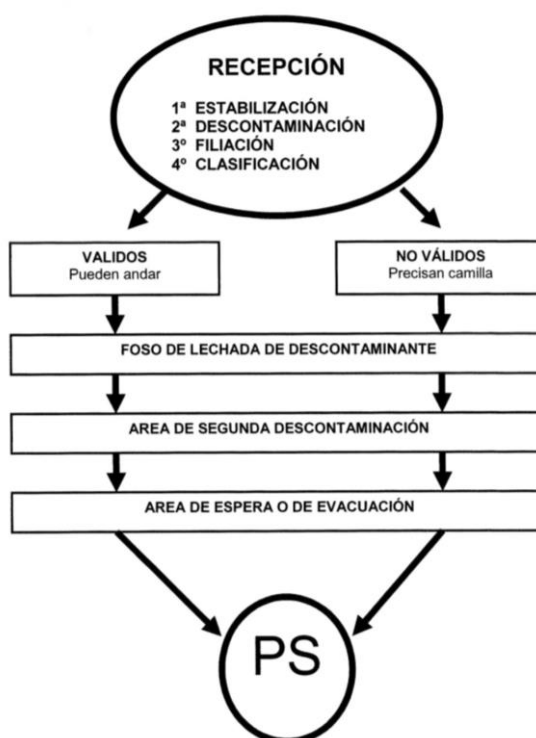 RECEPCIÓN
1ª ESTABILIZACIÓN
2ª DESCONTAMINACIÓN
3º FILIACIÓN
4º CLASIFICACIÓN
VALIDOS
Pueden andar
NO VÁLIDOS
Precisan camilla
FOSO DE LECHADA DE DESCONTAMINANTE
AREA DE SEGUNDA DESCONTAMINACIÓN
AREA DE ESPERA O DE EVACUACIÓN
PS